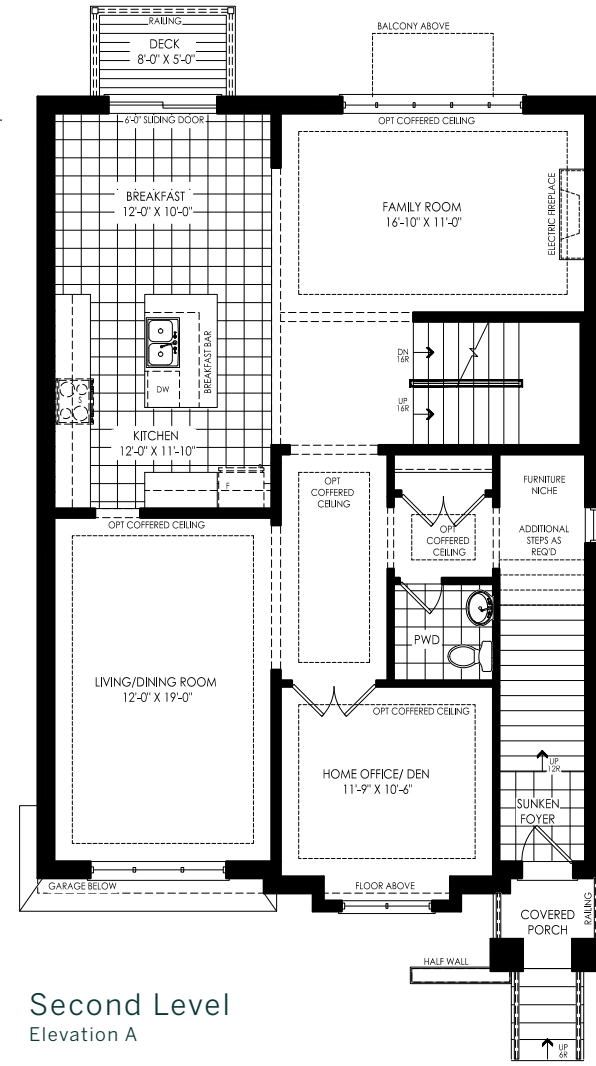 RAILING
DECK
8'-0" X 5'-0"
BALCONY ABOVE
6'-0" SLIDING DOOR
OPT COFFERED CEILING
BREAKFAST
12'-0" X 10'-0"
FAMILY ROOM
16'-10" X 11'-0"
ELECTRIC FIREPLACE
BREAKFAST BAR
DN
16R
UP
16R
S
DW
KITCHEN
12'-0" X 11'-10"
F
OPT
COFFERED
CEILING
FURNITURE
NICHE
OPT COFFERED CEILING
OPT
COFFERED
CEILING
ADDITIONAL
STEPS AS
REQ'D
PWD
LIVING/DINING ROOM
12'-0" X 19'-0"
OPT COFFERED CEILING
HOME OFFICE/ DEN
11'-9" X 10'-6"
UP
12R
SUNKEN
FOYER
GARAGE BELOW
FLOOR ABOVE
COVERED
PORCH
RAILING
HALF WALL
UP
6R
Second Level
Elevation A